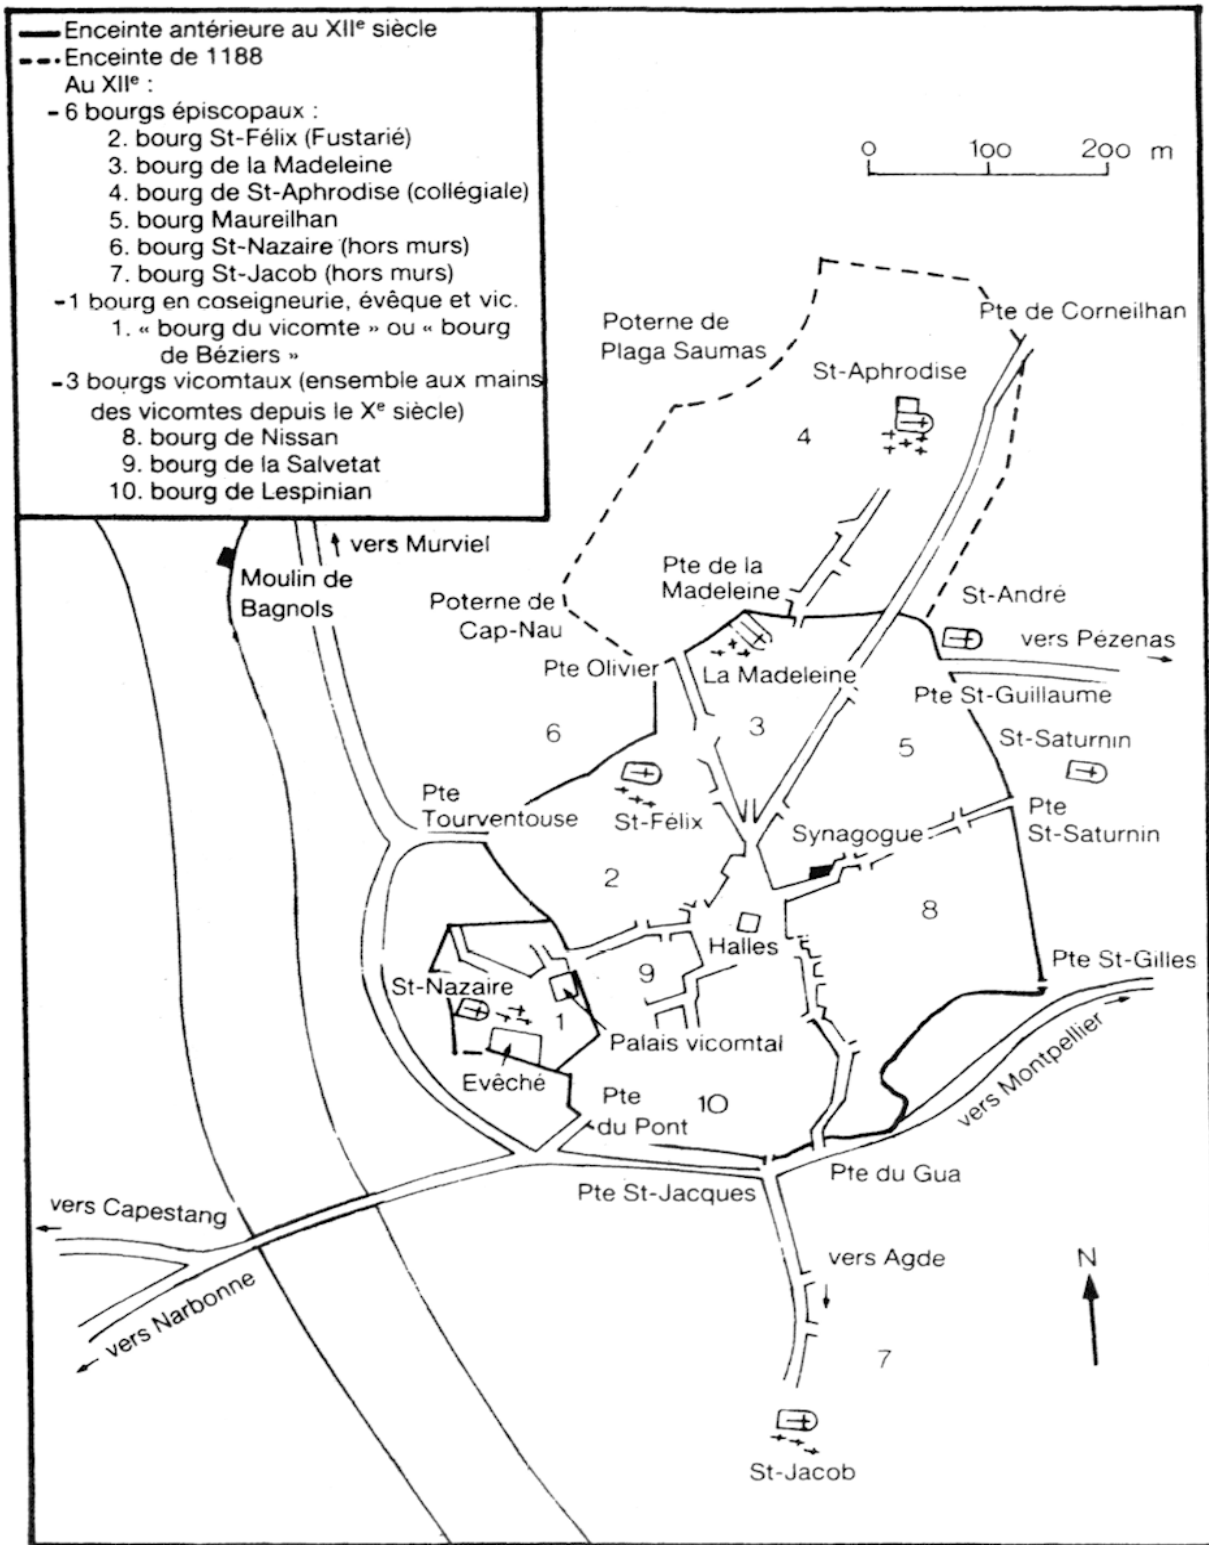 Enceinte antérieure au XIIe siècle
Enceinte de 1188
Au XIIe :
- 6 bourgs épiscopaux :
2. bourg St-Félix (Fustarié)
3. bourg de la Madeleine
4. bourg de St-Aphrodise (collégiale)
5. bourg Maureilhan
6. bourg St-Nazaire (hors murs)
7. bourg St-Jacob (hors murs)
-1 bourg en coseigneurie, évêque et vic.
1. « bourg du vicomte » ou « bourg
de Béziers »
-3 bourgs vicomtaux (ensemble aux mains
des vicomtes depuis le Xe siècle)
8. bourg de Nissan
9. bourg de la Salvetat
10. bourg de Lespinian
0 100 200 m
Pte de Corneilhan
Poterne de
Plaga Saumas
St-Aphrodise
4
vers Murviel
Moulin de
Bagnols
Pte de la
Madeleine
Poterne de
Cap-Nau
St-André
vers Pézenas
Pte Olivier
La Madeleine
Pte St-Guillaume
6
3
5
St-Saturnin
Pte
Tourventouse
St-Félix
Synagogue
Pte
St-Saturnin
2
8
Halles
9
Pte St-Gilles
St-Nazaire
1
Palais vicomtal
Evêché
vers Montpellier
Pte
du Pont
10
Pte St-Jacques
Pte du Gua
vers Capestang
vers Narbonne
vers Agde
N
7
St-Jacob